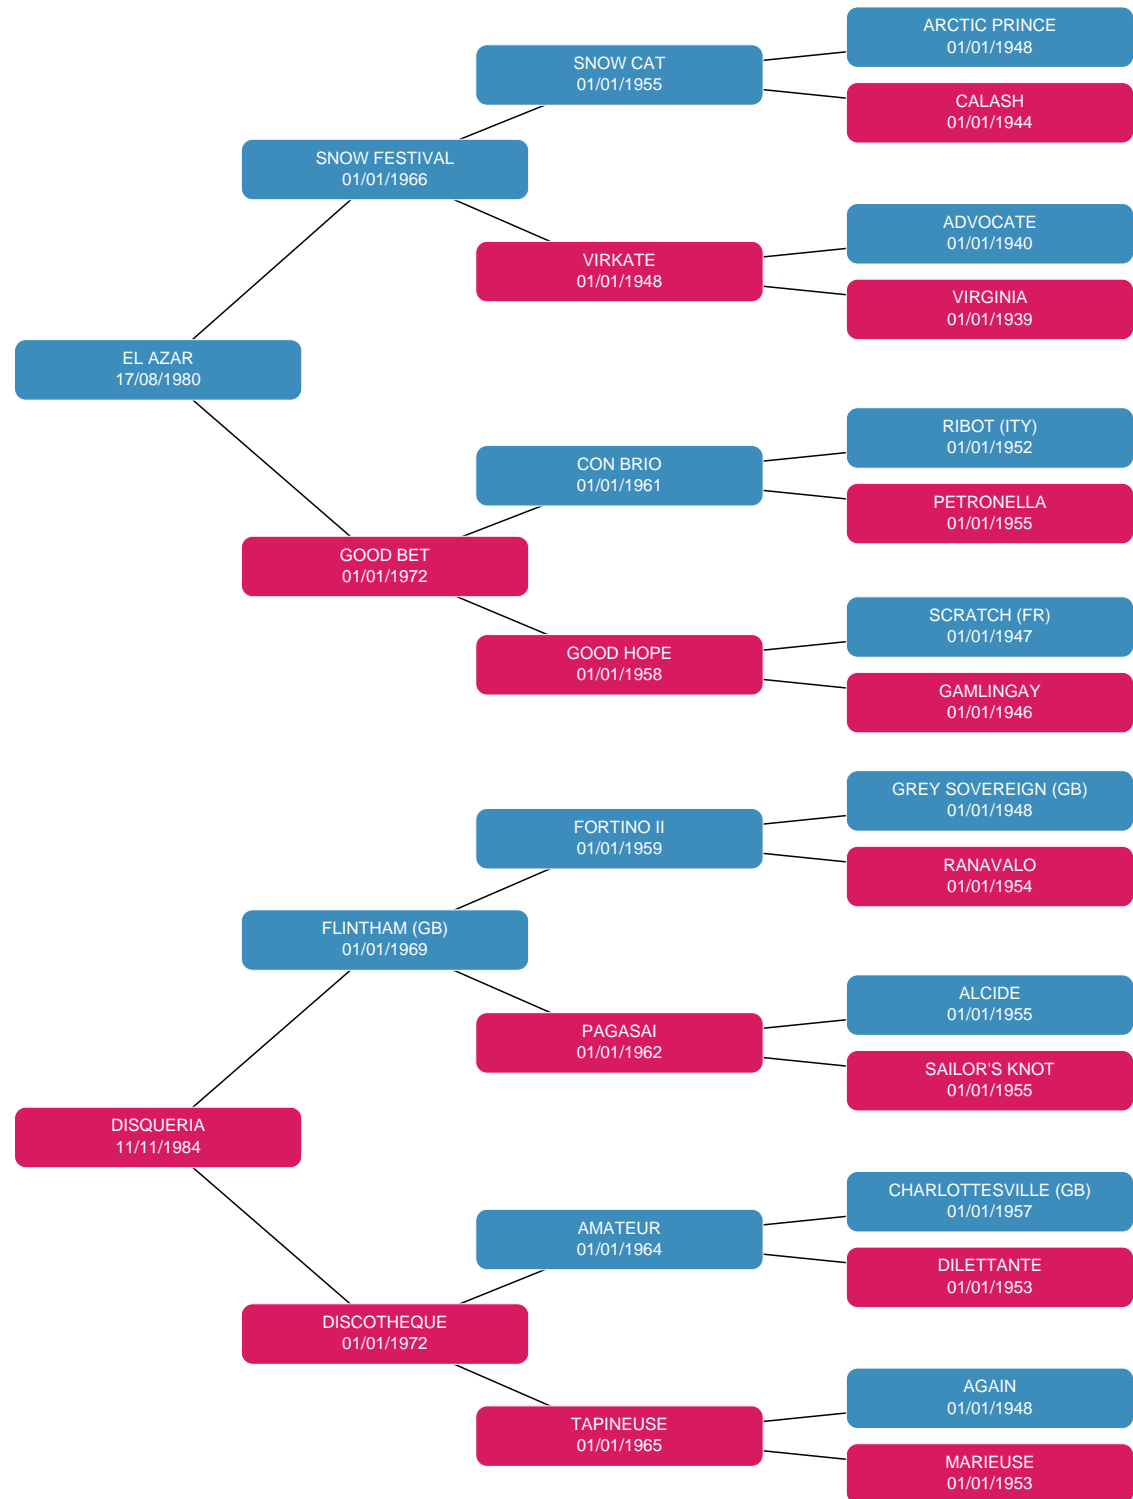 ARCTIC PRINCE
01/01/1948
SNOW CAT
01/01/1955
CALASH
01/01/1944
SNOW FESTIVAL
01/01/1966
ADVOCATE
01/01/1940
VIRKATE
01/01/1948
VIRGINIA
01/01/1939
EL AZAR
17/08/1980
RIBOT (ITY)
01/01/1952
CON BRIO
01/01/1961
PETRONELLA
01/01/1955
GOOD BET
01/01/1972
SCRATCH (FR)
01/01/1947
GOOD HOPE
01/01/1958
GAMLINGAY
01/01/1946
GREY SOVEREIGN (GB)
01/01/1948
FORTINO II
01/01/1959
RANAVALO
01/01/1954
FLINTHAM (GB)
01/01/1969
ALCIDE
01/01/1955
PAGASAI
01/01/1962
SAILOR'S KNOT
01/01/1955
DISQUERIA
11/11/1984
CHARLOTTESVILLE (GB)
01/01/1957
AMATEUR
01/01/1964
DILETTANTE
01/01/1953
DISCOTHEQUE
01/01/1972
AGAIN
01/01/1948
TAPINEUSE
01/01/1965
MARIEUSE
01/01/1953